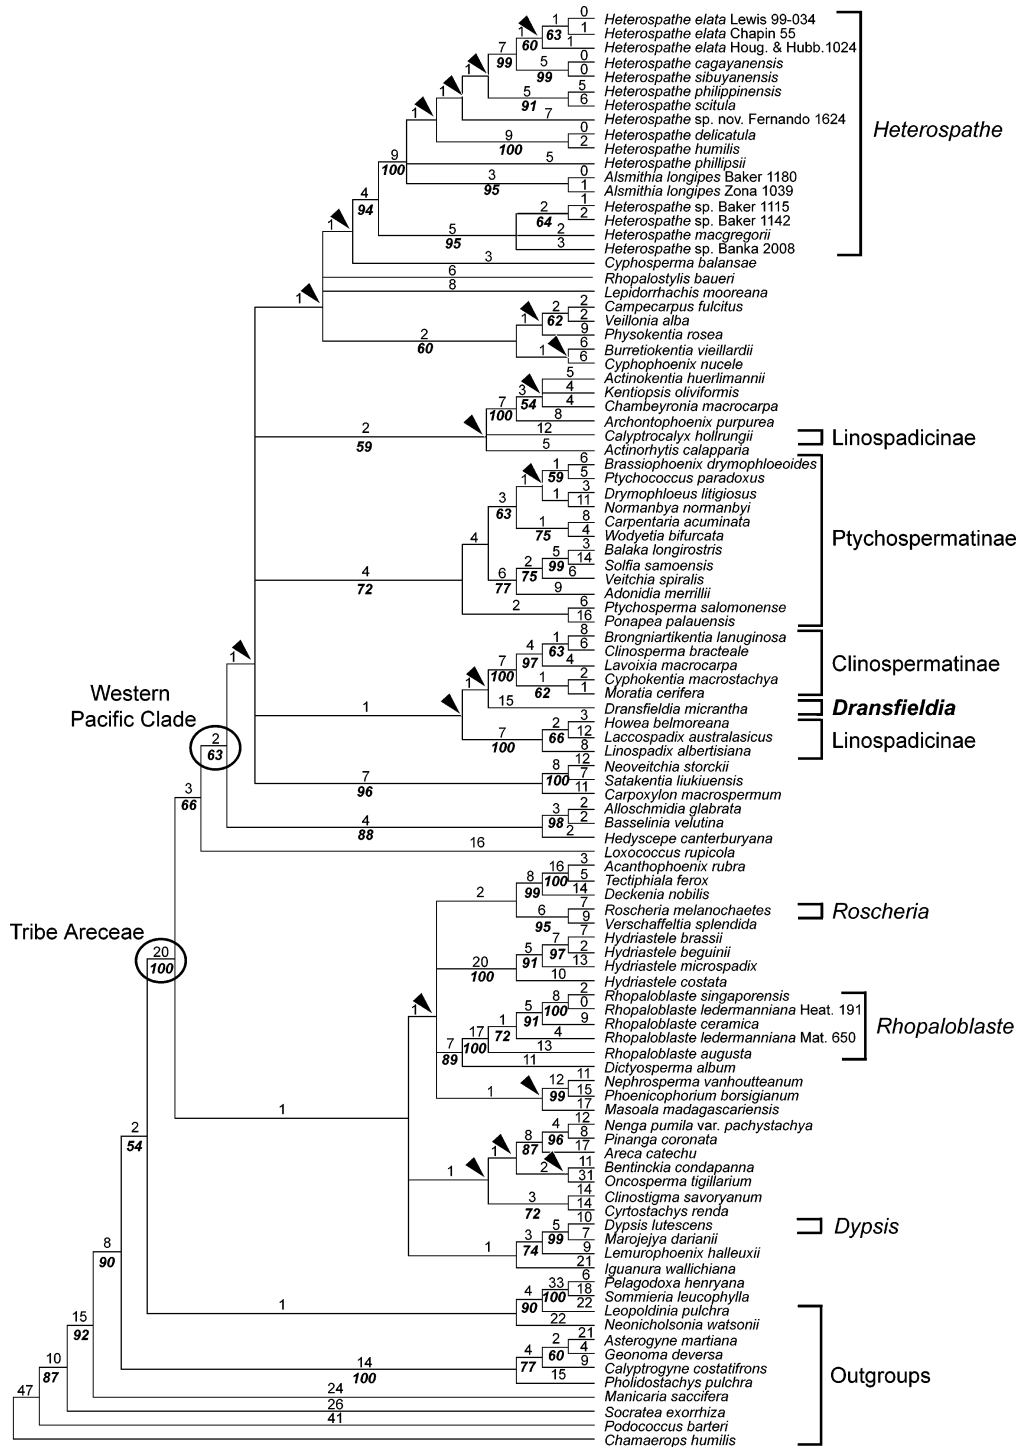 Heterospathe elata Lewis 99-034
Heterospathe elata Chapin 55
Heterospathe elata Houg. & Hubb.1024
Heterospathe cagayanensis
Heterospathe sibuyanensis
Heterospathe philippinensis
Heterospathe scitula
Heterospathe sp. nov. Fernando 1624
Heterospathe delicatula
Heterospathe humilis
Heterospathe phillipsii
Alsmithia longipes Baker 1180
Alsmithia longipes Zona 1039
Heterospathe sp. Baker 1115
Heterospathe sp. Baker 1142
Heterospathe macgregorii
Heterospathe sp. Banka 2008
Heterospathe
Cyphosperma balansae
Rhopalostylis baueri
Lepidorrhachis mooreana
Campecarpus fulcitus
Veillonia alba
Physokentia rosea
Burretiokentia vieillardii
Cyphophoenix nucele
Actinokentia huerlimannii
Kentiopsis oliviformis
Chambeyronia macrocarpa
Archontophoenix purpurea
Calyptrocalyx hollrungii
Linospadicinae
Actinorhytis calapparia
Brassiophoenix drymophloeoides
Ptychococcus paradoxus
Drymophloeus litigiosus
Normanbya normanbyi
Carpentaria acuminata
Wodyetia bifurcata
Balaka longirostris
Solfia samoensis
Veitchia spiralis
Adonidia merrillii
Ptychosperma salomonense
Ponapea palauensis
Ptychospermatinae
Brongniartikentia lanuginosa
Clinosperma bracteale
Lavoixia macrocarpa
Cyphokentia macrostachya
Moratia cerifera
Clinospermatinae
Dransfieldia micrantha
Dransfieldia
Howea belmoreana
Laccospadix australasicus
Linospadix albertisiana
Linospadicinae
Neoveitchia storckii
Satakentia liukiuensis
Carpoxylon macrospermum
Alloschmidia glabrata
Basselinia velutina
Hedyscepe canterburyana
Loxococcus rupicola
Western
Pacific Clade
2
63
Acanthophoenix rubra
Tectiphiala ferox
Deckenia nobilis
Roscheria melanochaetes
Verschaffeltia splendida
Roscheria
Hydriastele brassii
Hydriastele beguinii
Hydriastele microspadix
Hydriastele costata
Tribe Areceae
20
100
Rhopaloblaste singaporensis
Rhopaloblaste ledermanniana Heat. 191
Rhopaloblaste ceramica
Rhopaloblaste ledermanniana Mat. 650
Rhopaloblaste augusta
Rhopaloblaste
Dictyosperma album
Nephrosperma vanhoutteanum
Phoenicophorium borsigianum
Masoala madagascariensis
Nenga pumila var. pachystachya
Pinanga coronata
Areca catechu
Bentinckia condapanna
Oncosperma tigillarium
Clinostigma savoryanum
Cyrtostachys renda
Dypsis lutescens
Dypsis
Marojejya darianii
Lemurophoenix halleuxii
Iguanura wallichiana
Pelagodoxa henryana
Sommieria leucophylla
Leopoldinia pulchra
Neonicholsonia watsonii
Asterogyne martiana
Geonoma deversa
Calyptrogyne costatifrons
Pholidostachys pulchra
Manicaria saccifera
Socratea exorrhiza
Podococcus barteri
Chamaerops humilis
Outgroups